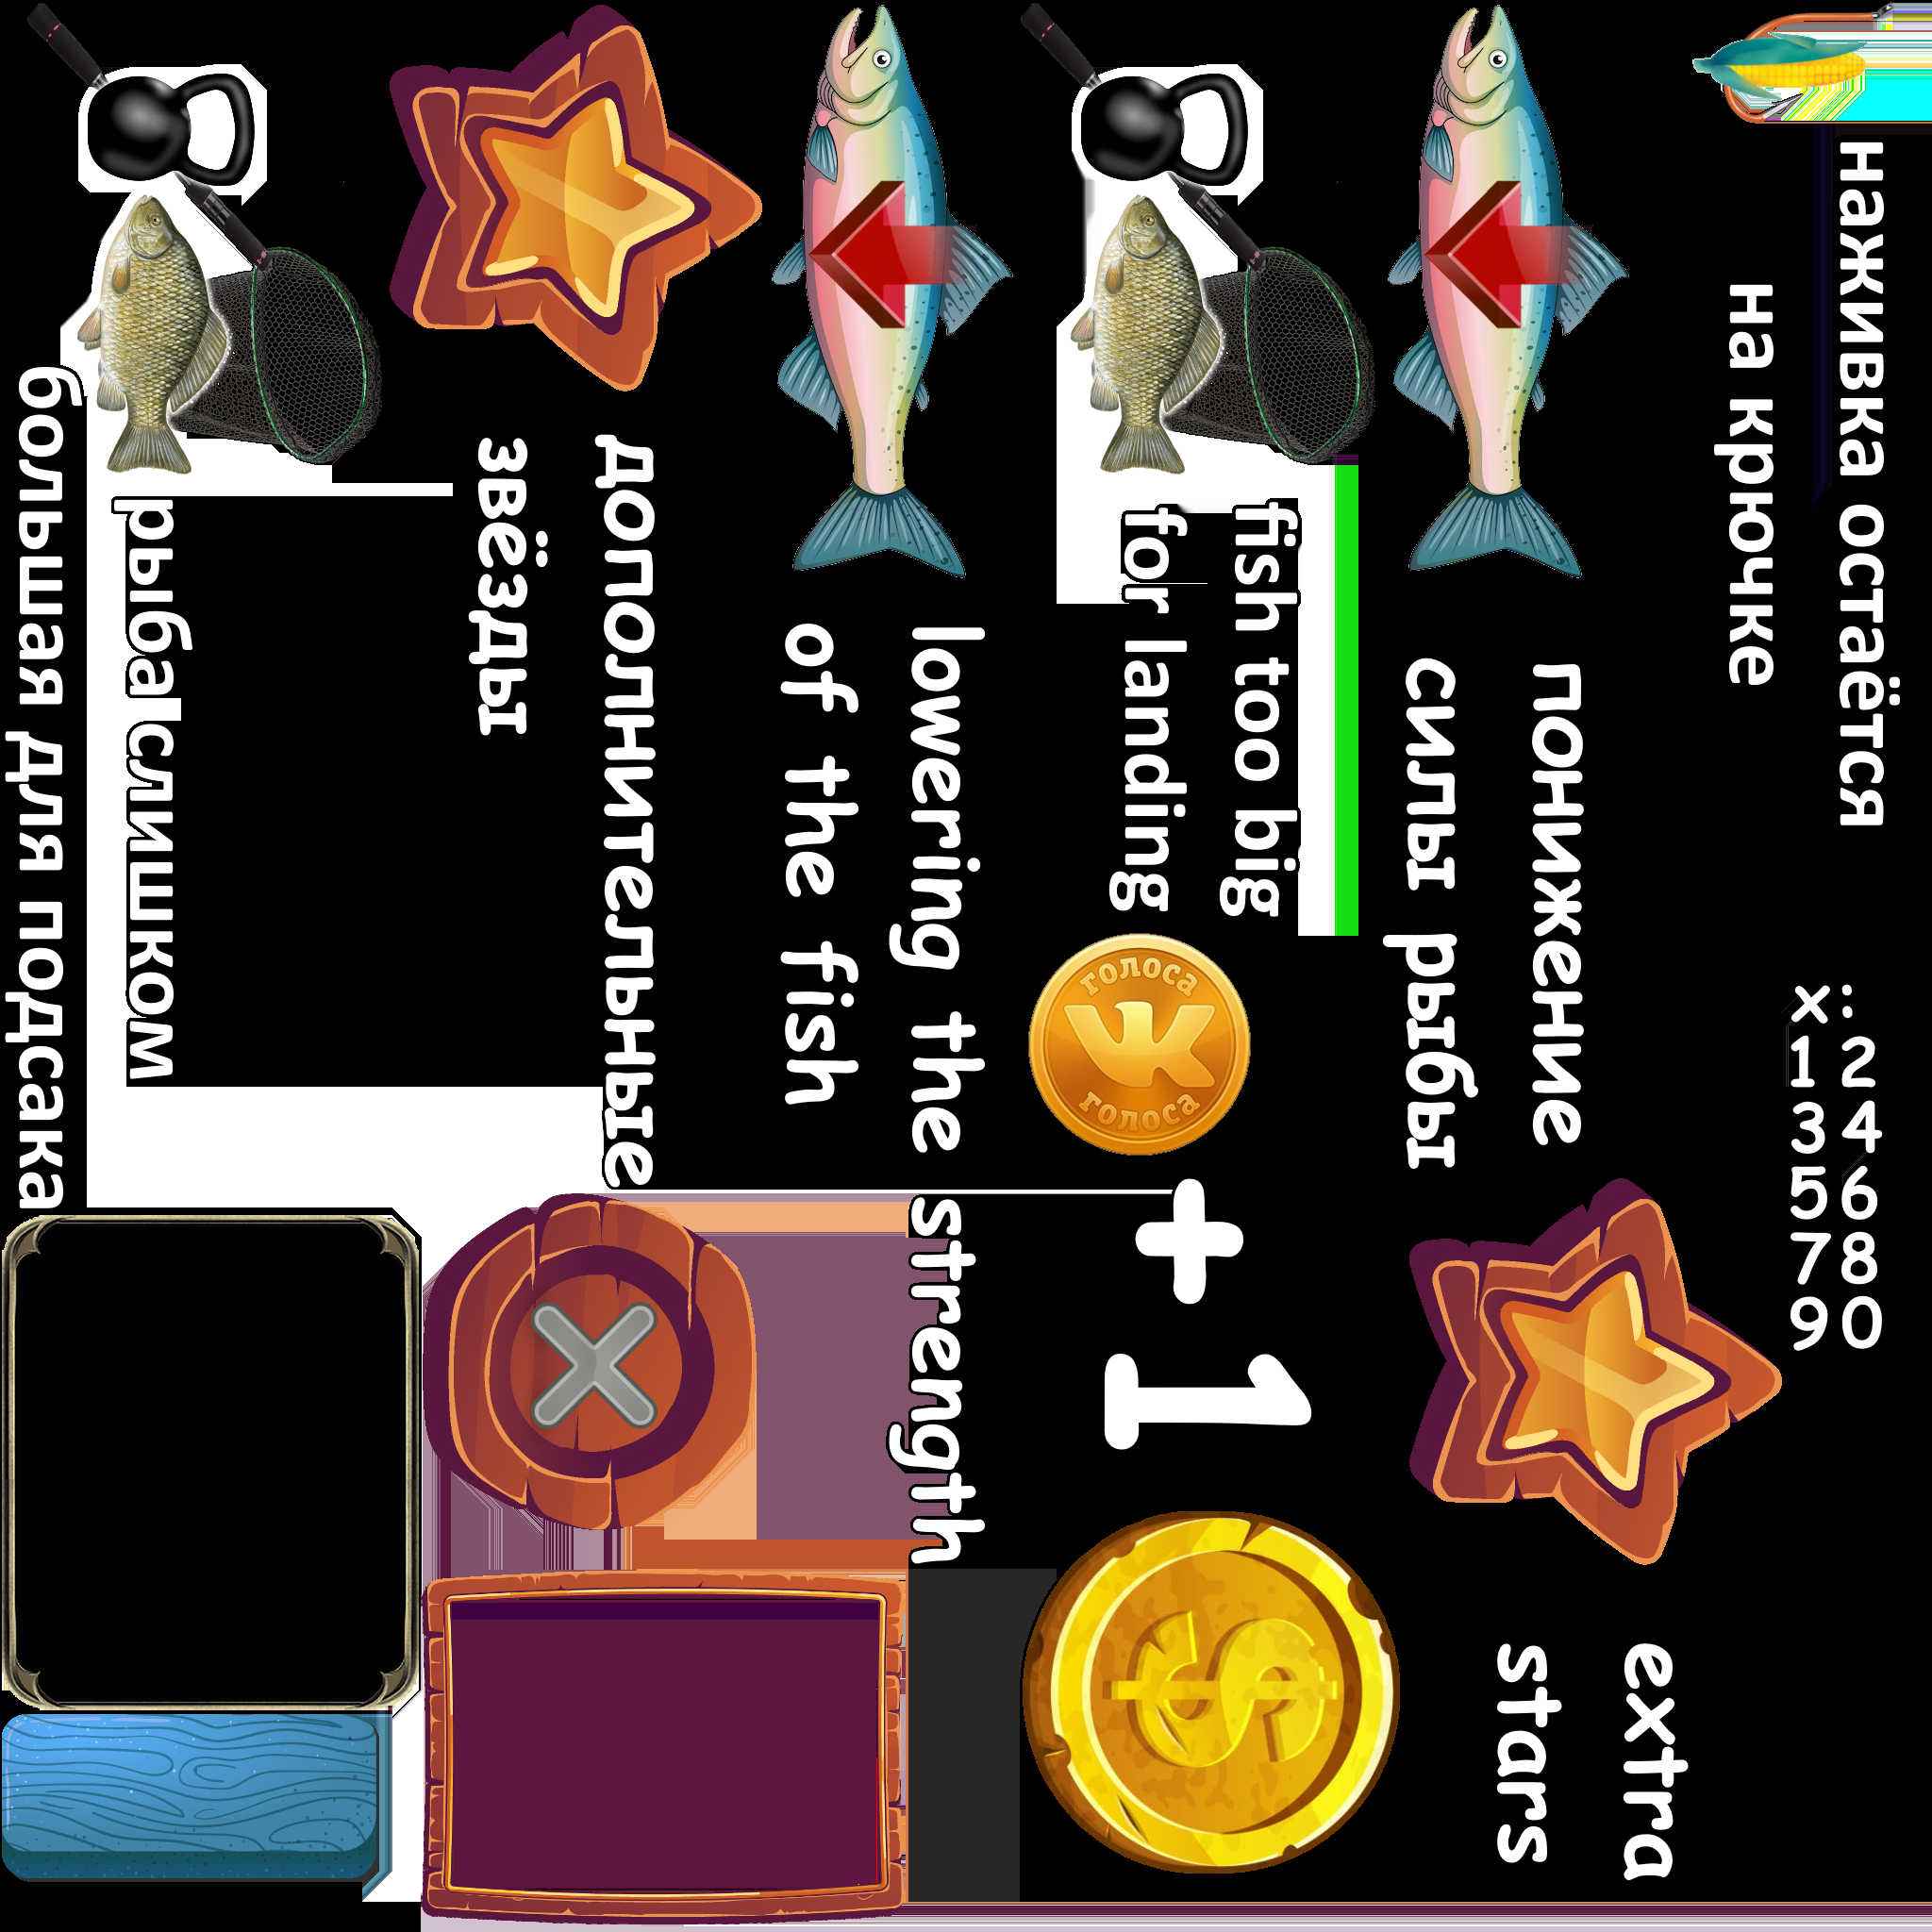 наживка остаётся
на крючке
понижение
силы рыбы
fish too big
for landing
lowering the strength
of the fish
дополнительные
звёзды
рыба слишком
большая для подсака
голоса
голоса
+ 1
x:
1 2
3 4
5 6
7 8
9 0
extra
stars
$